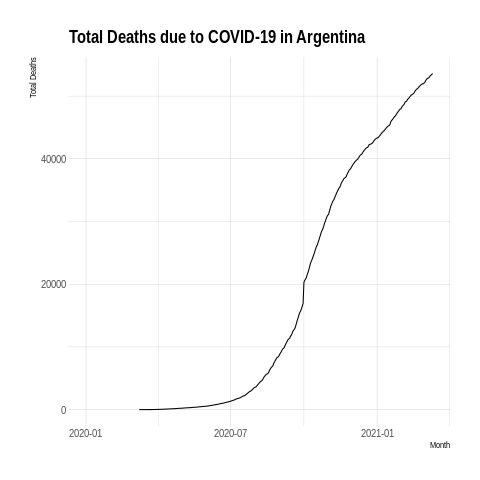 Total Deaths due to COVID-19 in Argentina
Total Deaths
40000
20000
0
2020-01 2020-07 2021-01
Month